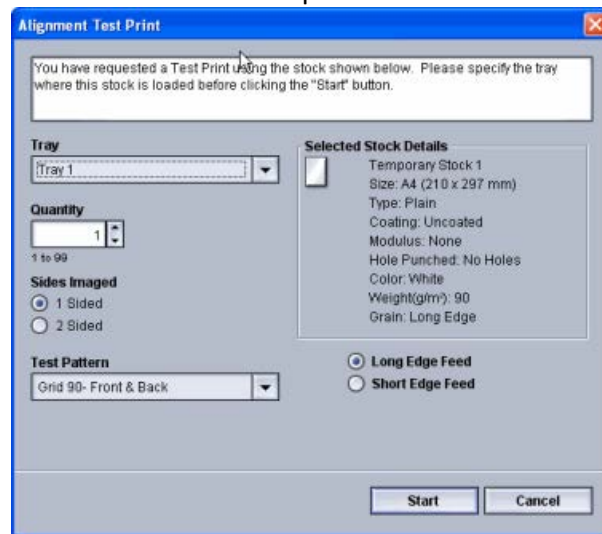 Alignment Test Print
You have requested a Test Print using the stock shown below. Please specify the tray
where this stock is loaded before clicking the "Start" button.
Tray
Tray 1
Quantity
1
1 to 99
Sides Imaged
1 Sided
2 Sided
Test Pattern
Grid 90- Front & Back
Selected Stock Details
Temporary Stock 1
Size: A4 (210 x 297 mm)
Type: Plain
Coating: Uncoated
Modulus: None
Hole Punched: No Holes
Color: White
Weight(g/m²): 90
Grain: Long Edge
Long Edge Feed
Short Edge Feed
Start
Cancel